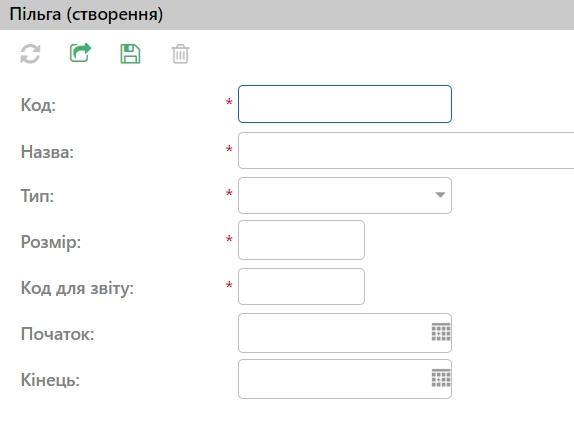 Пільга (створення)
Код: *
Назва: *
Тип: *
Розмір: *
Код для звіту: *
Початок:
Кінець: